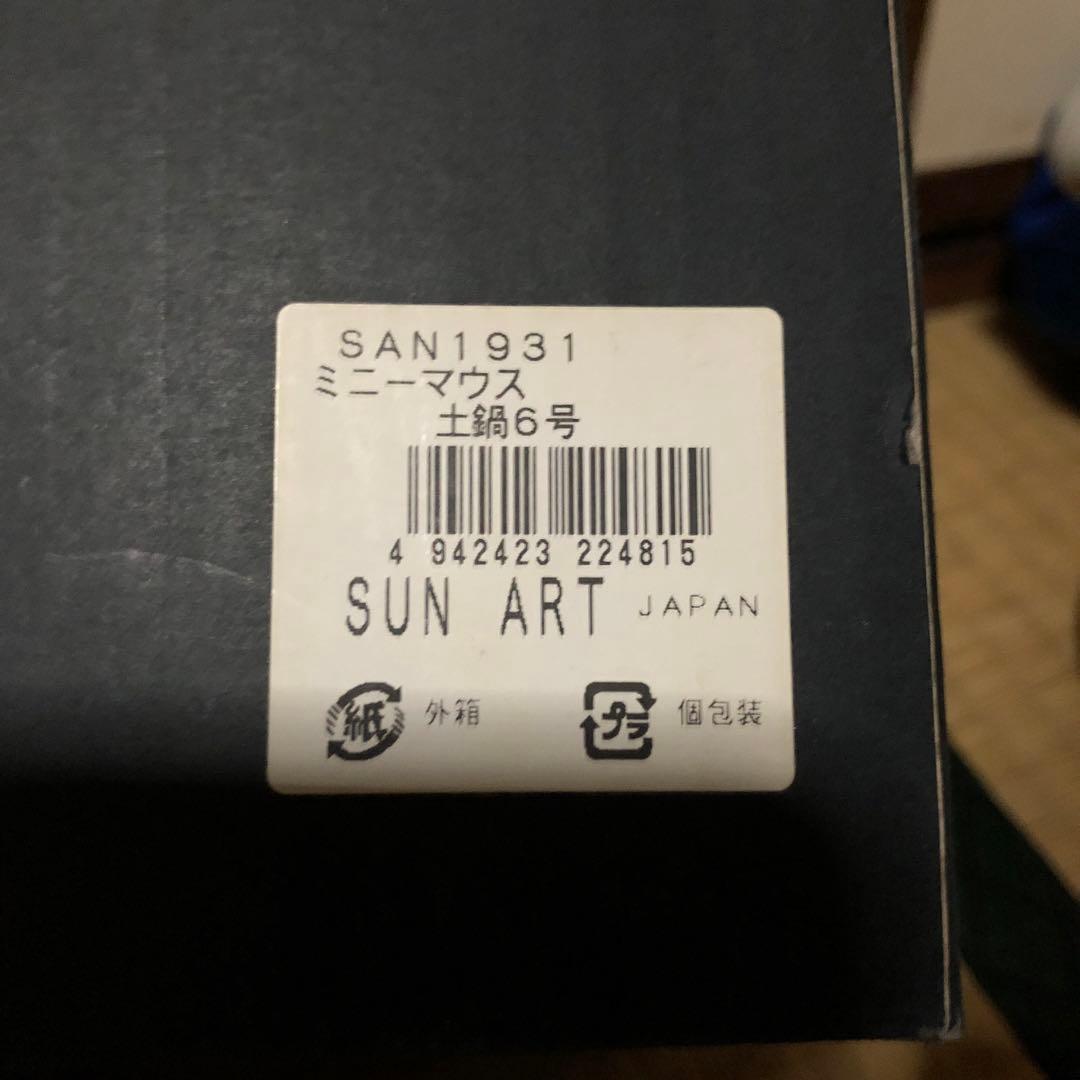 SAN1931
ミニーマウス
土鍋6号
4 942423 224815
SUN ART JAPAN
紙 外箱 プラ 個包装